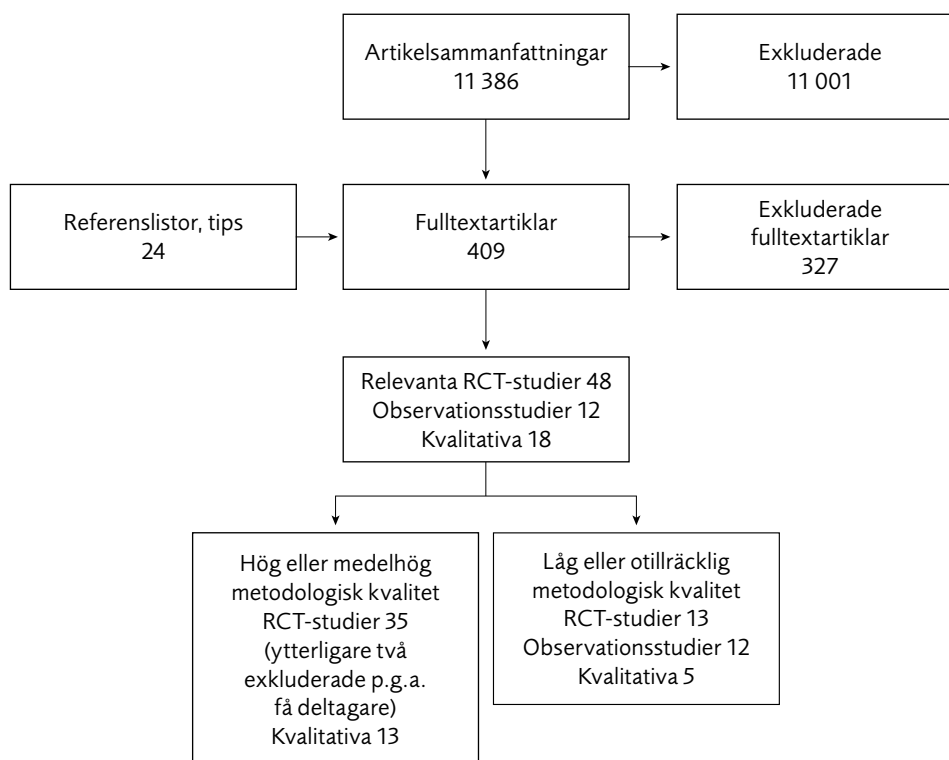 Artikelsammanfattningar
11 386
Exkluderade
11 001
Referenslistor, tips
24
Fulltextartiklar
409
Exkluderade
fulltextartiklar
327
Relevanta RCT-studier 48
Observationsstudier 12
Kvalitativa 18
Hög eller medelhög
metodologisk kvalitet
RCT-studier 35
(ytterligare två
exkluderade p.g.a.
få deltagare)
Kvalitativa 13
Låg eller otillräcklig
metodologisk kvalitet
RCT-studier 13
Observationsstudier 12
Kvalitativa 5